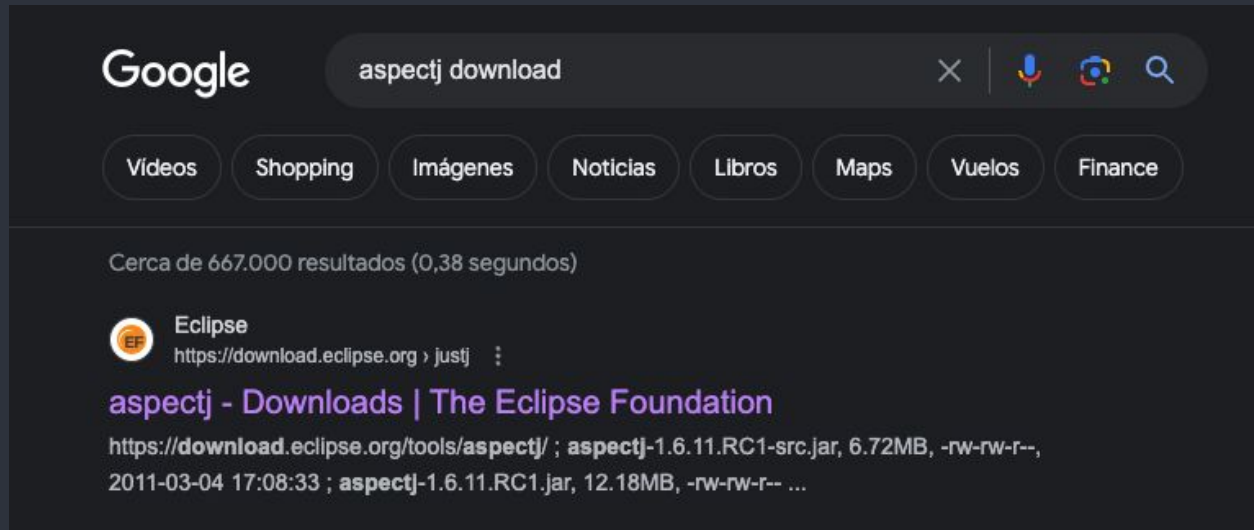 Google
aspectj download
Vídeos Shopping Imágenes Noticias Libros Maps Vuelos Finance
Cerca de 667.000 resultados (0,38 segundos)
EF
Eclipse
https://download.eclipse.org › justj
aspectj - Downloads | The Eclipse Foundation
https://download.eclipse.org/tools/aspectj/ ; aspectj-1.6.11.RC1-src.jar, 6.72MB, -rw-rw-r--,
2011-03-04 17:08:33 ; aspectj-1.6.11.RC1.jar, 12.18MB, -rw-rw-r-- ...